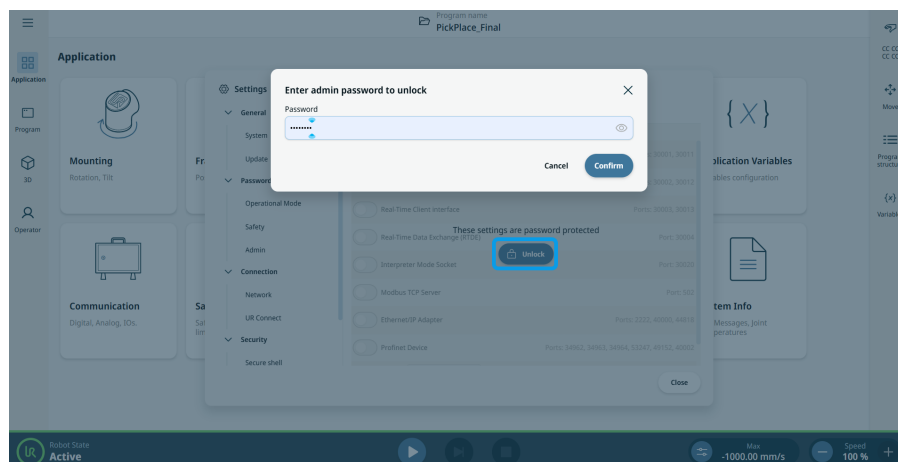 Program name
PickPlace_Final
Application
Application
Program
3D
Operator
Mounting
Rotation, Tilt
Communication
Digital, Analog, IOs.
Settings
General
System
Update
Password
Operational Mode
Safety
Admin
Connection
Network
UR Connect
Security
Secure shell
Enter admin password to unlock
Password
Cancel
Confirm
Real-Time Client Interface
Ports: 30003, 30013
These settings are password protected
Real-Time Data Exchange (RTDE)
Port: 30004
Unlock
Interpreter Mode Socket
Port: 30020
Modbus TCP Server
Port: 502
Ethernet/IP Adapter
Ports: 2222, 40000, 44818
Profinet Device
Close
plication Variables
ables configuration
tem Info
Messages, Joint
peratures
Move
Progra
structu
{x}
Variabl
Robot State
Active
Max
-1000.00 mm/s
Speed
100 %